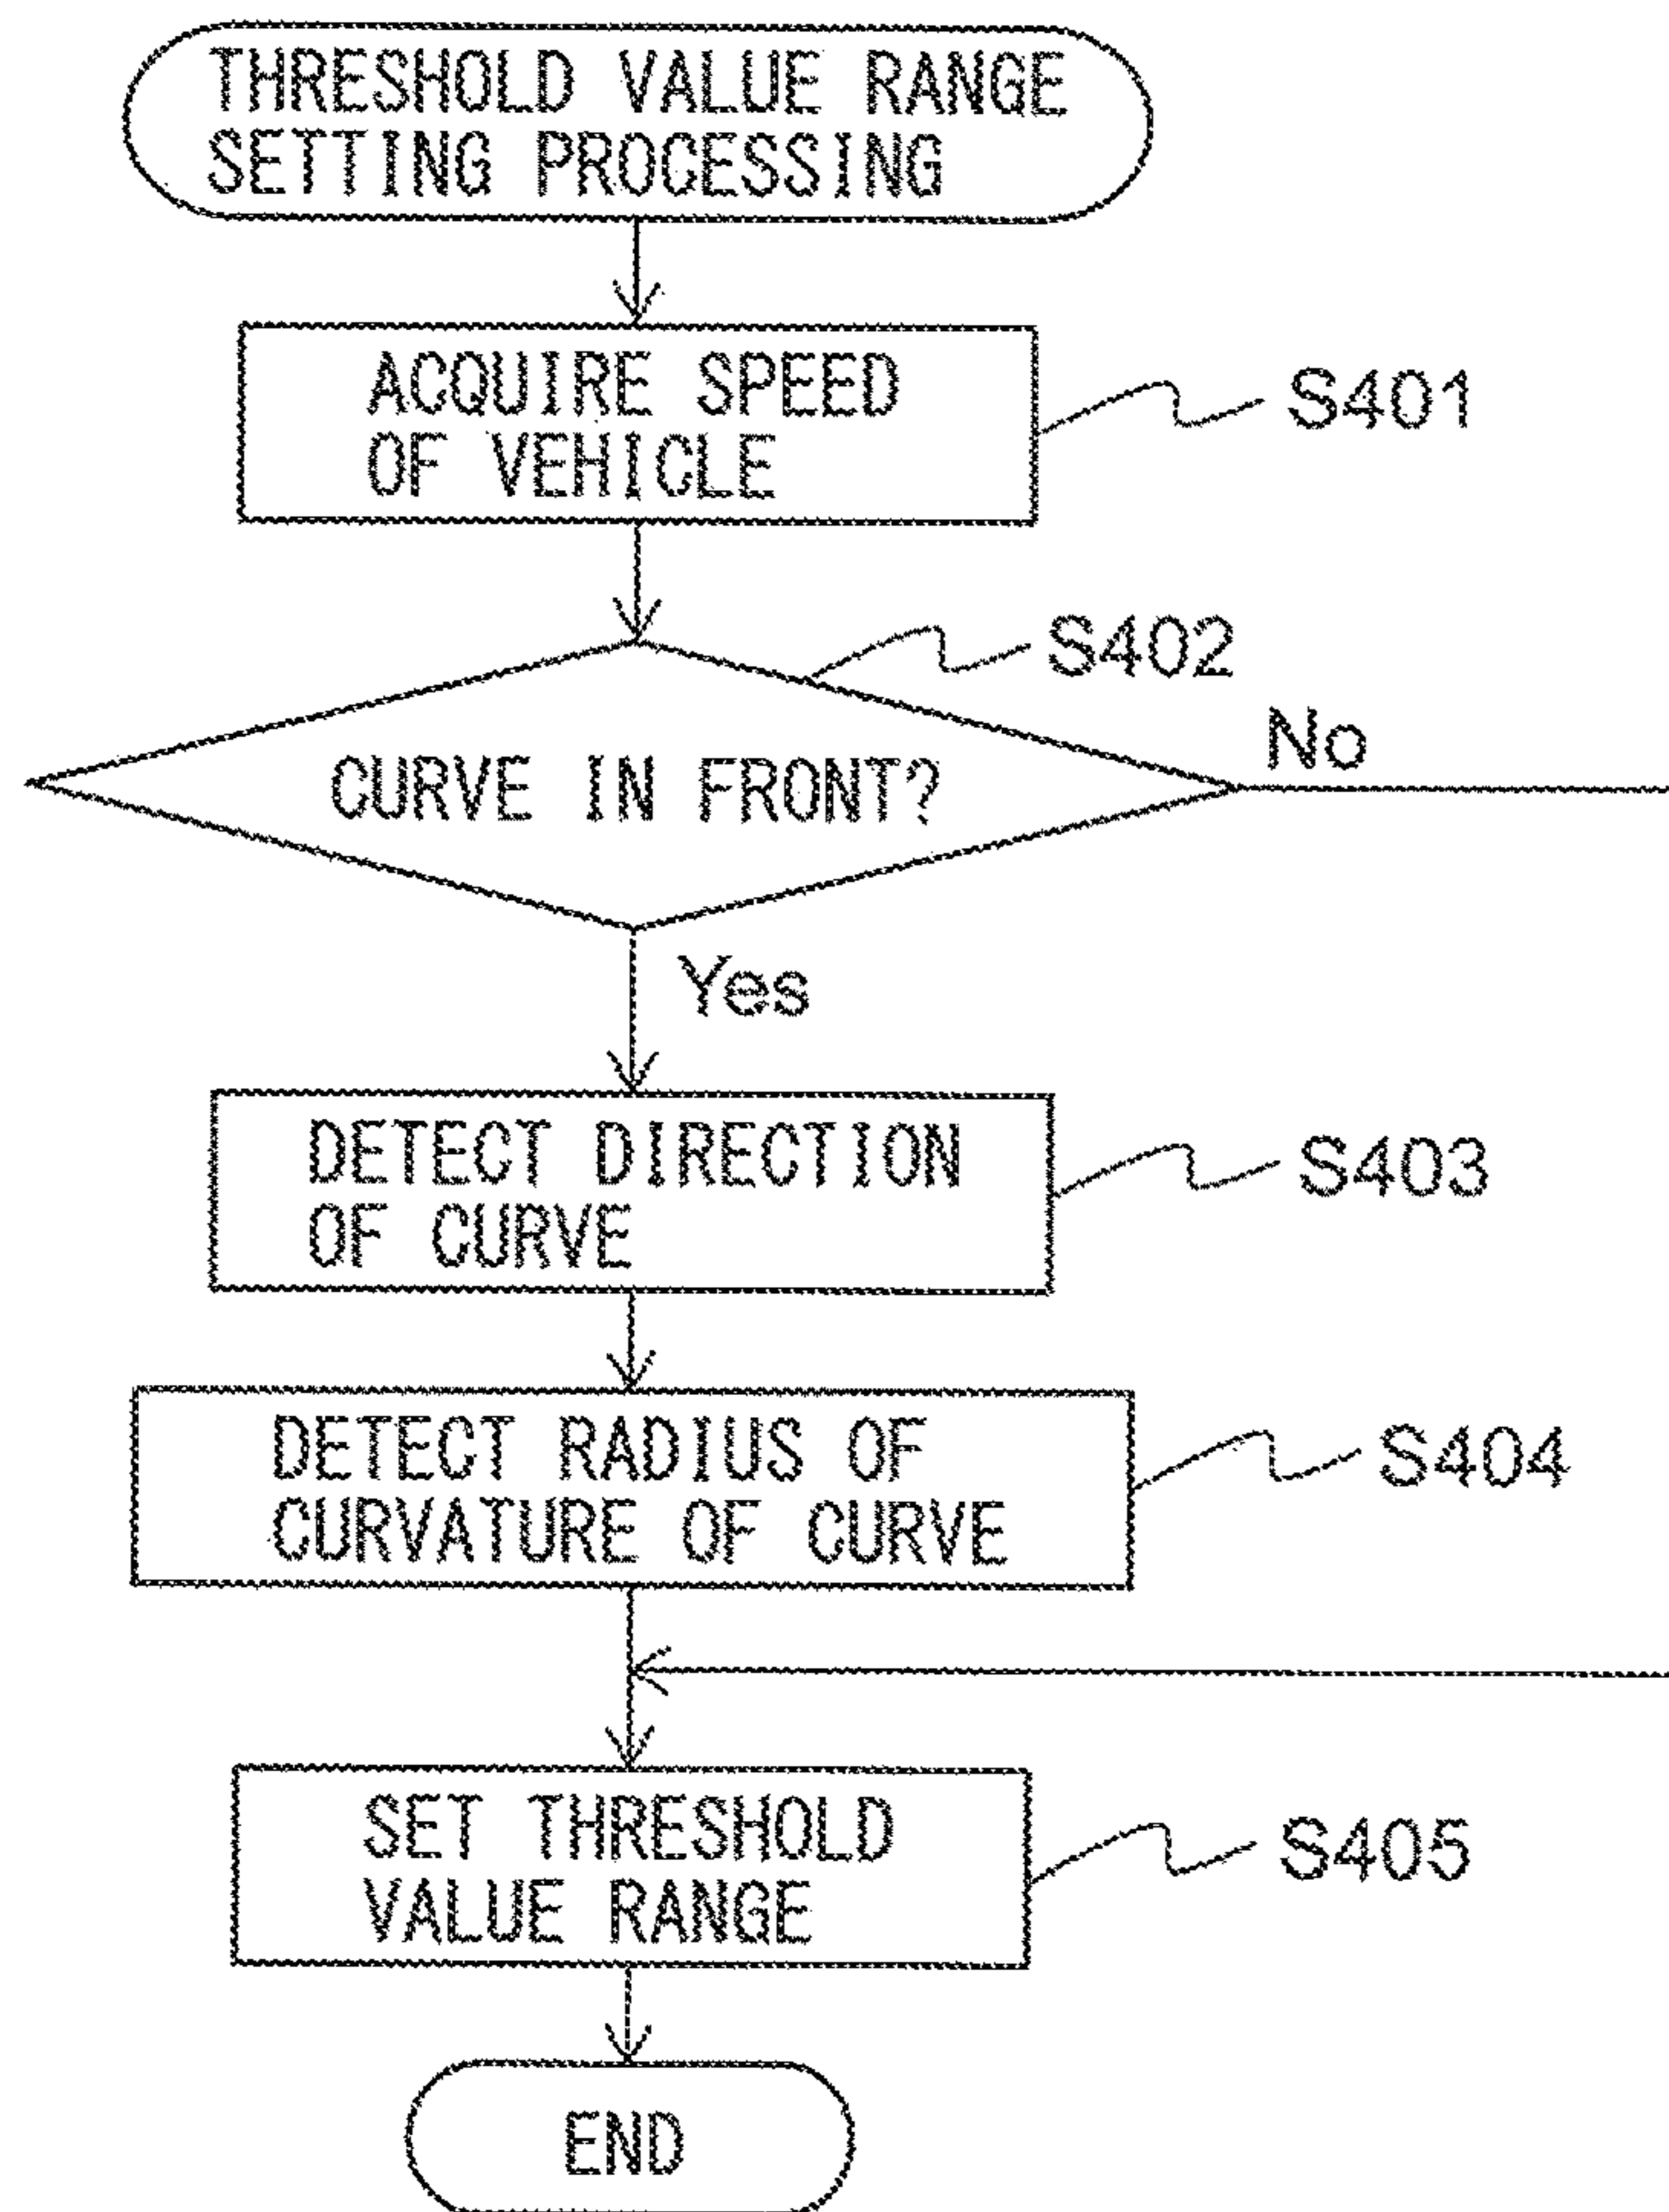 THRESHOLD VALUE RANGE
SETTING PROCESSING
ACQUIRE SPEED
OF VEHICLE
S401
S402
CURVE IN FRONT?
No
Yes
DETECT DIRECTION
OF CURVE
S403
DETECT RADIUS OF
CURVATURE OF CURVE
S404
SET THRESHOLD
VALUE RANGE
S405
END